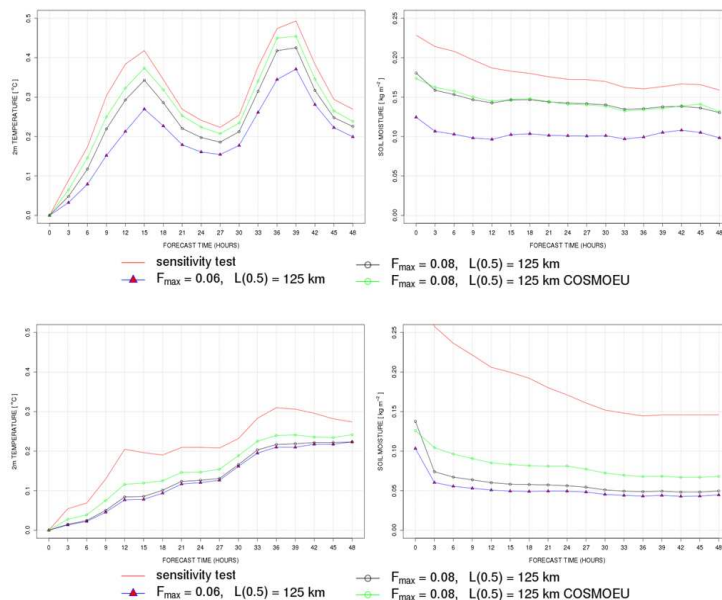 2m TEMPERATURE [ °C]
0.0 0.1 0.2 0.3 0.4 0.5
0 3 6 9 12 15 18 21 24 27 30 33 36 39 42 45 48
FORECAST TIME (HOURS)
SOIL MOISTURE [ kg m⁻²]
0.00 0.05 0.10 0.15 0.20 0.25
0 3 6 9 12 15 18 21 24 27 30 33 36 39 42 45 48
FORECAST TIME (HOURS)
sensitivity test
Fmax = 0.06, L(0.5) = 125 km
Fmax = 0.08, L(0.5) = 125 km
Fmax = 0.08, L(0.5) = 125 km COSMOEU
2m TEMPERATURE [ °C]
0.0 0.1 0.2 0.3 0.4 0.5
0 3 6 9 12 15 18 21 24 27 30 33 36 39 42 45 48
FORECAST TIME (HOURS)
SOIL MOISTURE [ kg m⁻²]
0.00 0.05 0.10 0.15 0.20 0.25
0 3 6 9 12 15 18 21 24 27 30 33 36 39 42 45 48
FORECAST TIME (HOURS)
sensitivity test
Fmax = 0.06, L(0.5) = 125 km
Fmax = 0.08, L(0.5) = 125 km
Fmax = 0.08, L(0.5) = 125 km COSMOEU